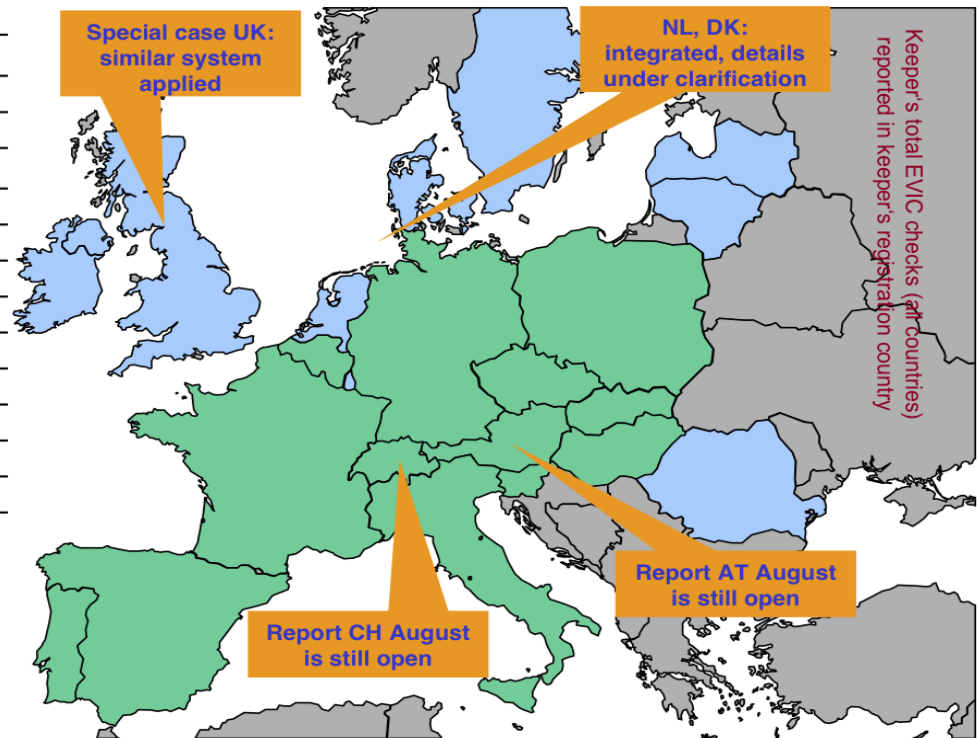 Special case UK:
similar system
applied
NL, DK:
integrated, details
under clarification
Keeper's total EVIC checks (all countries)
reported in keeper's registration country
Report AT August
is still open
Report CH August
is still open